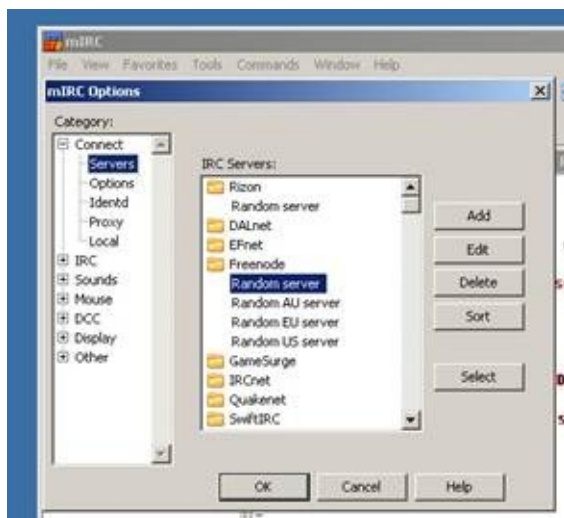 mIRC
File View Favorites Tools Commands Window Help
mIRC Options
Category:
Connect
Servers
Options
Identd
Proxy
Local
IRC
Sounds
Mouse
DCC
Display
Other
IRC Servers:
Rizon
Random server
DALnet
EFnet
Freenode
Random server
Random AU server
Random EU server
Random US server
GameSurge
IRCnet
Quakenet
SwiftIRC
Add
Edit
Delete
Sort
Select
OK Cancel Help